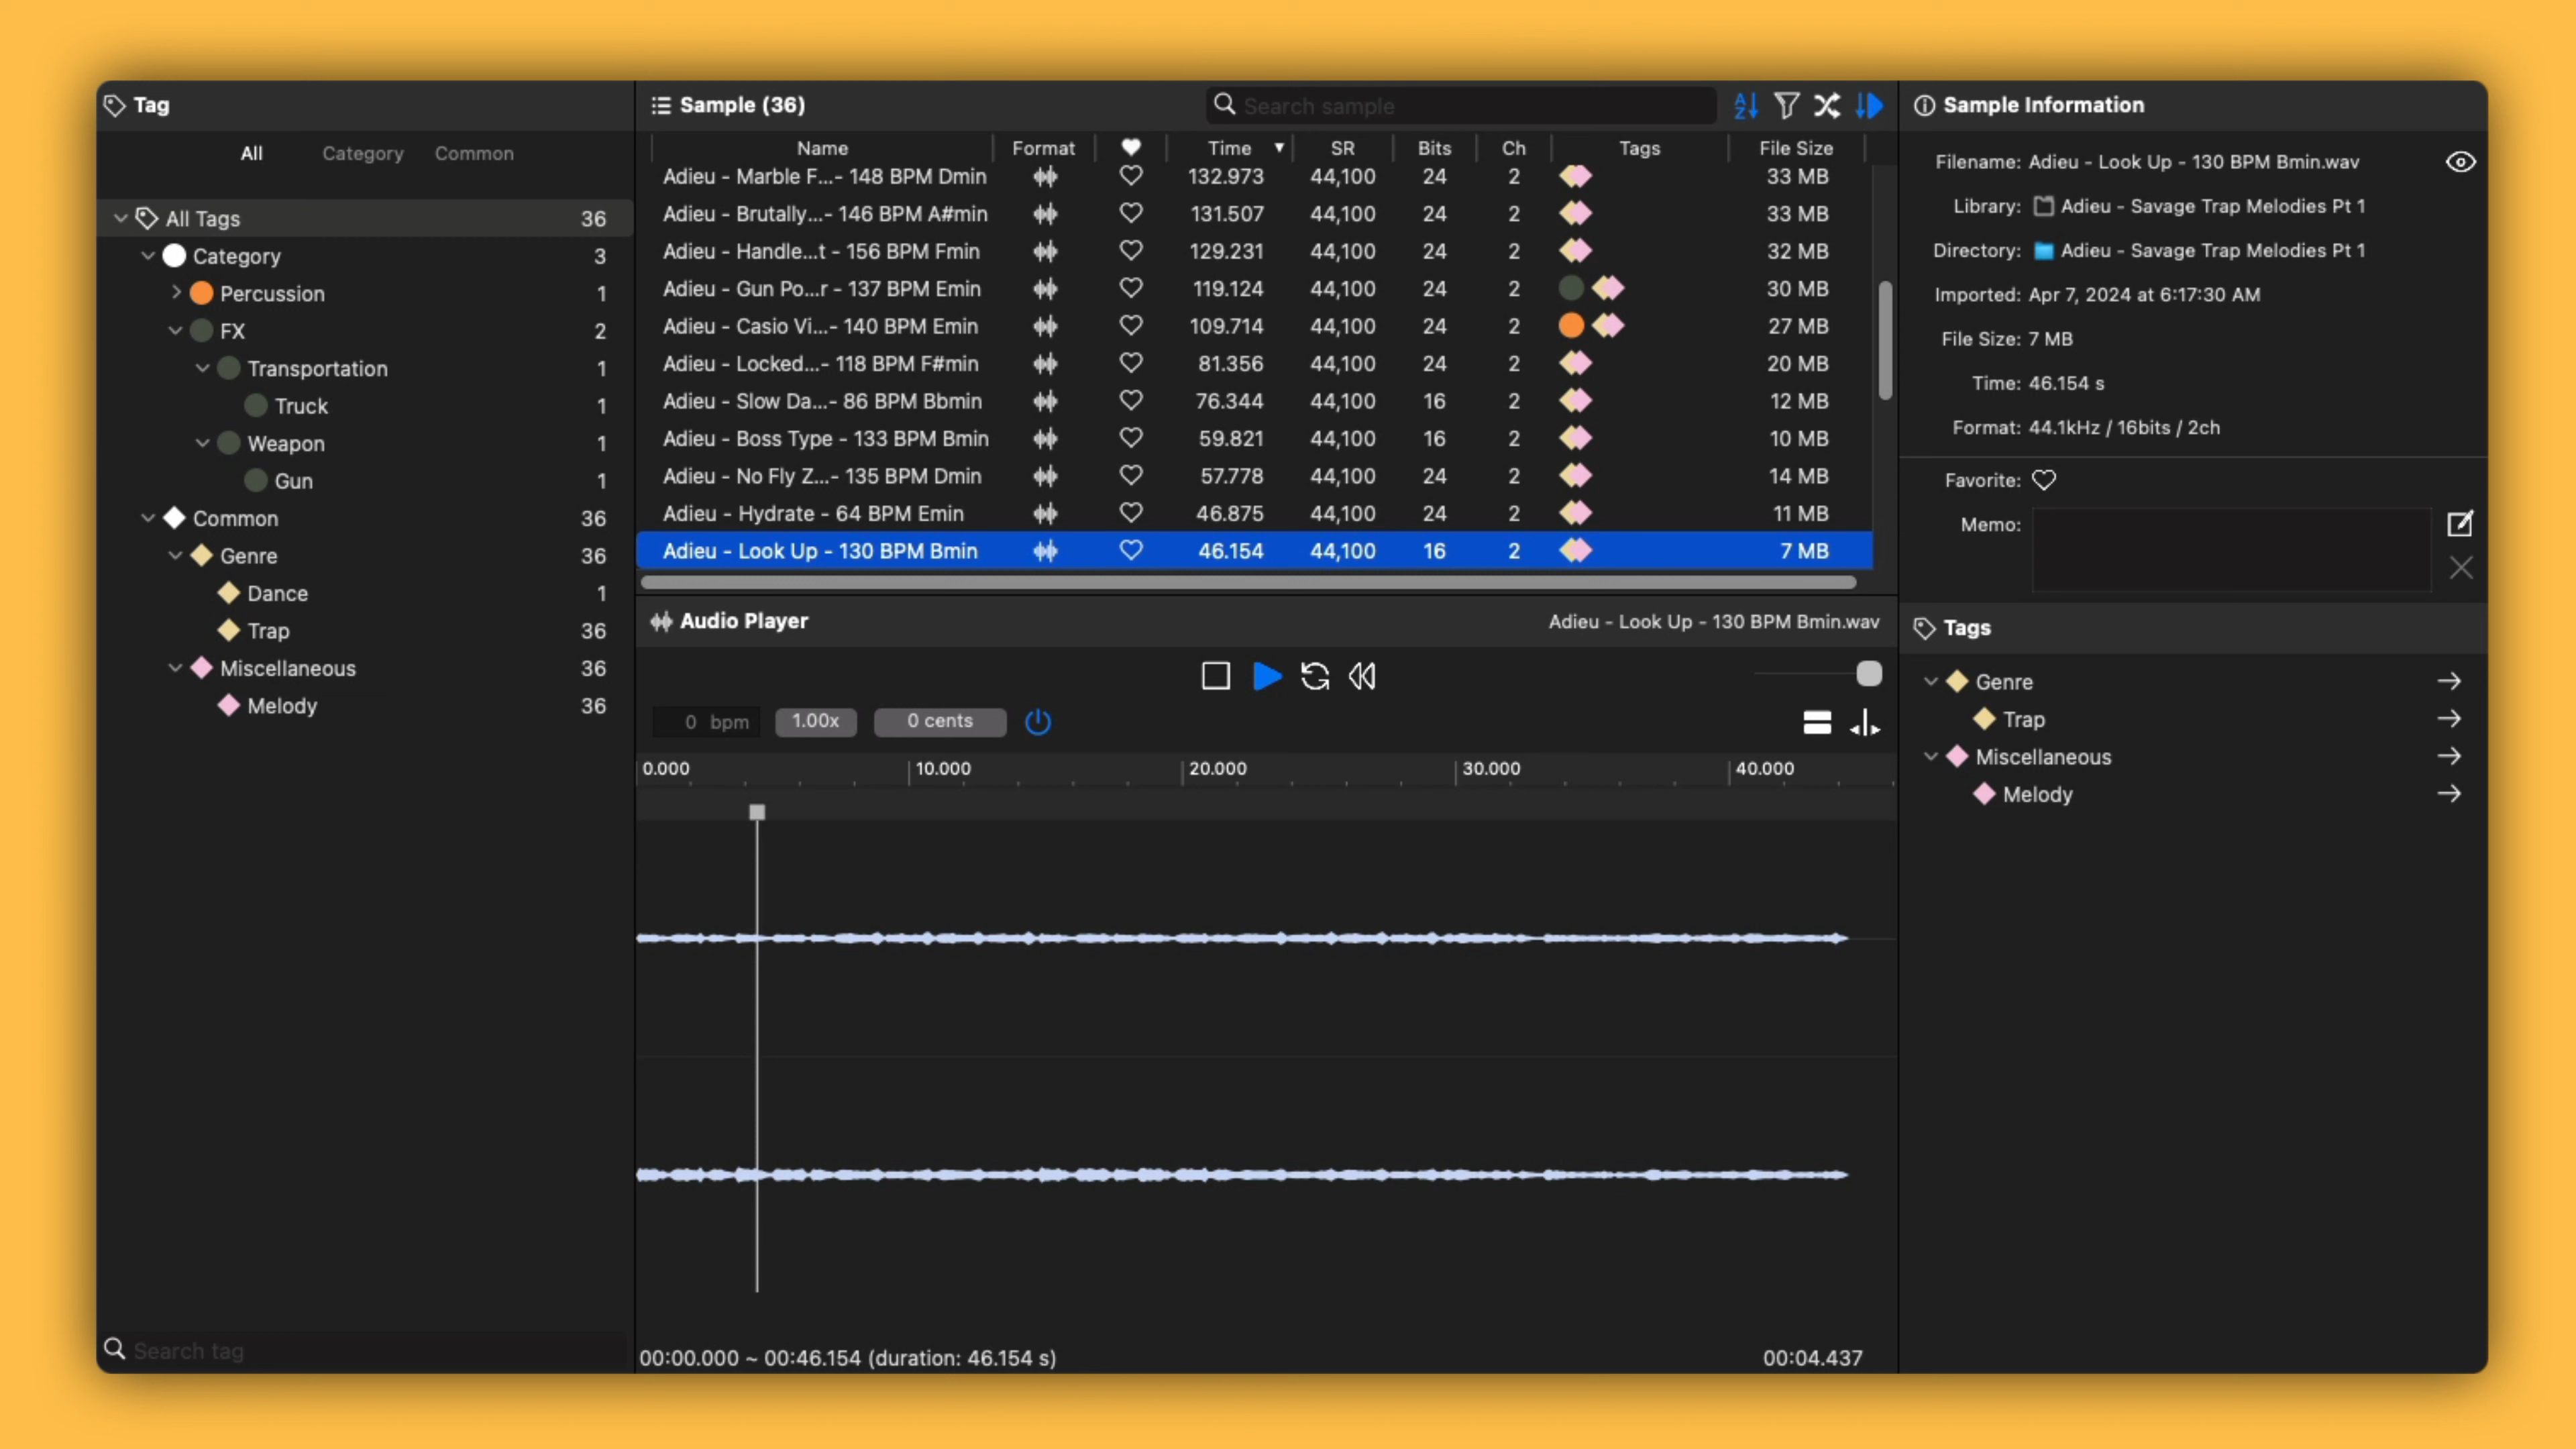 Tag
All Category Common
All Tags 36
Category 3
Percussion 1
FX 2
Transportation 1
Truck 1
Weapon 1
Gun 1
Common 36
Genre 36
Dance 1
Trap 36
Miscellaneous 36
Melody 36
Search tag
Sample (36) Search sample
Name Format Time ▼ SR Bits Ch Tags File Size
Adieu - Marble F...- 148 BPM Dmin 132.973 44,100 24 2 33 MB
Adieu - Brutally...- 146 BPM A#min 131.507 44,100 24 2 33 MB
Adieu - Handle...t - 156 BPM Fmin 129.231 44,100 24 2 32 MB
Adieu - Gun Po...r - 137 BPM Emin 119.124 44,100 24 2 30 MB
Adieu - Casio Vi...- 140 BPM Emin 109.714 44,100 24 2 27 MB
Adieu - Locked...- 118 BPM F#min 81.356 44,100 24 2 20 MB
Adieu - Slow Da...- 86 BPM Bbmin 76.344 44,100 16 2 12 MB
Adieu - Boss Type - 133 BPM Bmin 59.821 44,100 16 2 10 MB
Adieu - No Fly Z...- 135 BPM Dmin 57.778 44,100 24 2 14 MB
Adieu - Hydrate - 64 BPM Emin 46.875 44,100 24 2 11 MB
Adieu - Look Up - 130 BPM Bmin 46.154 44,100 16 2 7 MB
Audio Player Adieu - Look Up - 130 BPM Bmin.wav
0 bpm 1.00x 0 cents
0.000 10.000 20.000 30.000 40.000
00:00.000 ~ 00:46.154 (duration: 46.154 s) 00:04.437
Sample Information
Filename: Adieu - Look Up - 130 BPM Bmin.wav
Library: Adieu - Savage Trap Melodies Pt 1
Directory: Adieu - Savage Trap Melodies Pt 1
Imported: Apr 7, 2024 at 6:17:30 AM
File Size: 7 MB
Time: 46.154 s
Format: 44.1kHz / 16bits / 2ch
Favorite:
Memo:
Tags
Genre
Trap
Miscellaneous
Melody